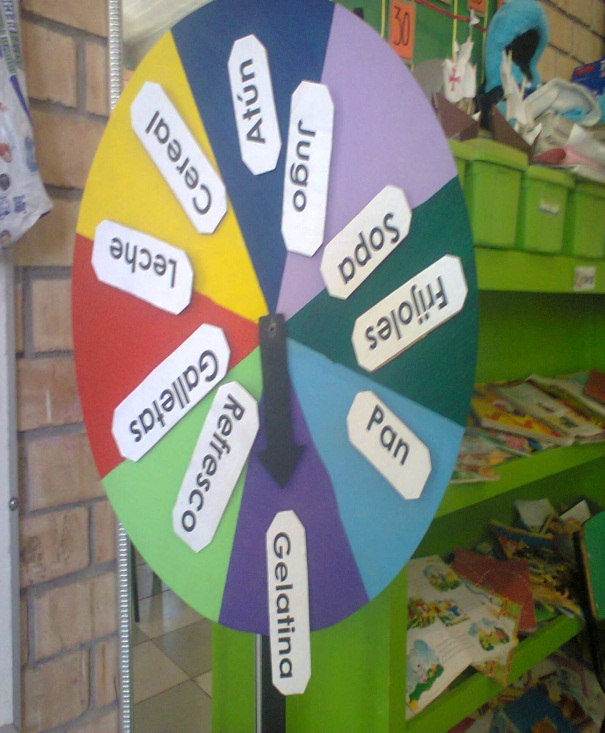 Atún
30
Jugo
Cereal
Sopa
Leche
Frijoles
Galletas
Pan
Refresco
Gelatina